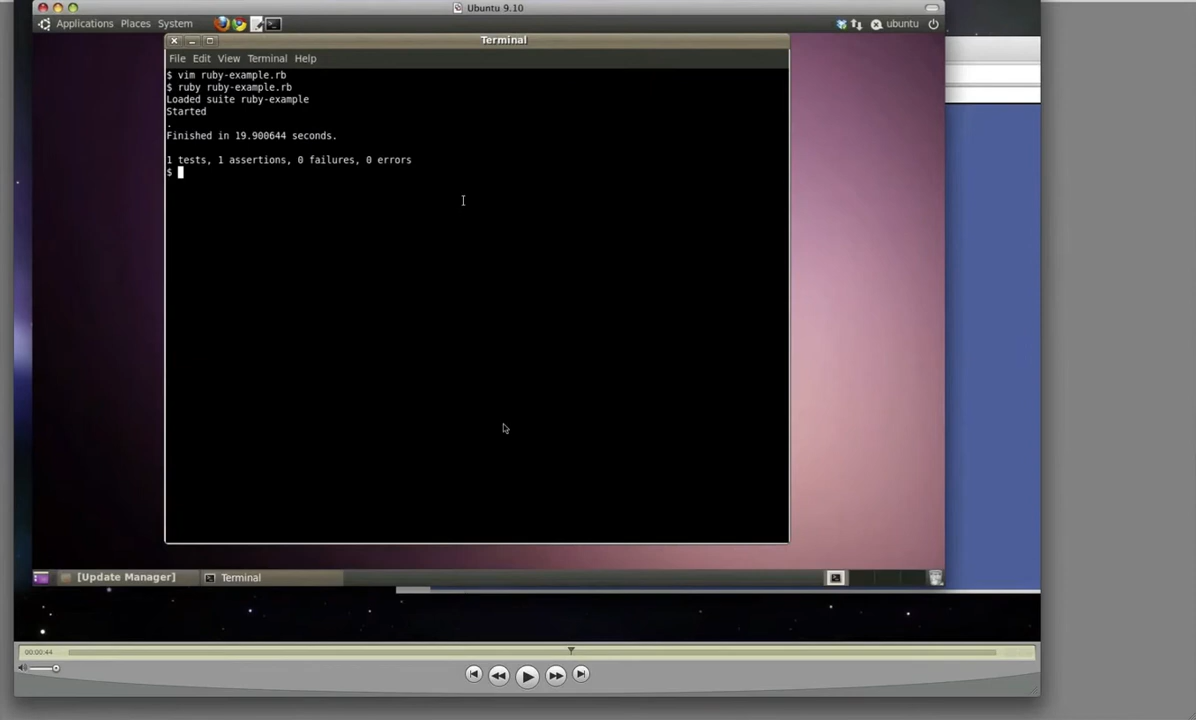 Ubuntu 9.10
Applications Places System ubuntu
Terminal
File Edit View Terminal Help
$ vim ruby-example.rb
$ ruby ruby-example.rb
Loaded suite ruby-example
Started
.
Finished in 19.900644 seconds.
1 tests, 1 assertions, 0 failures, 0 errors
$
[Update Manager] Terminal
00:00:44